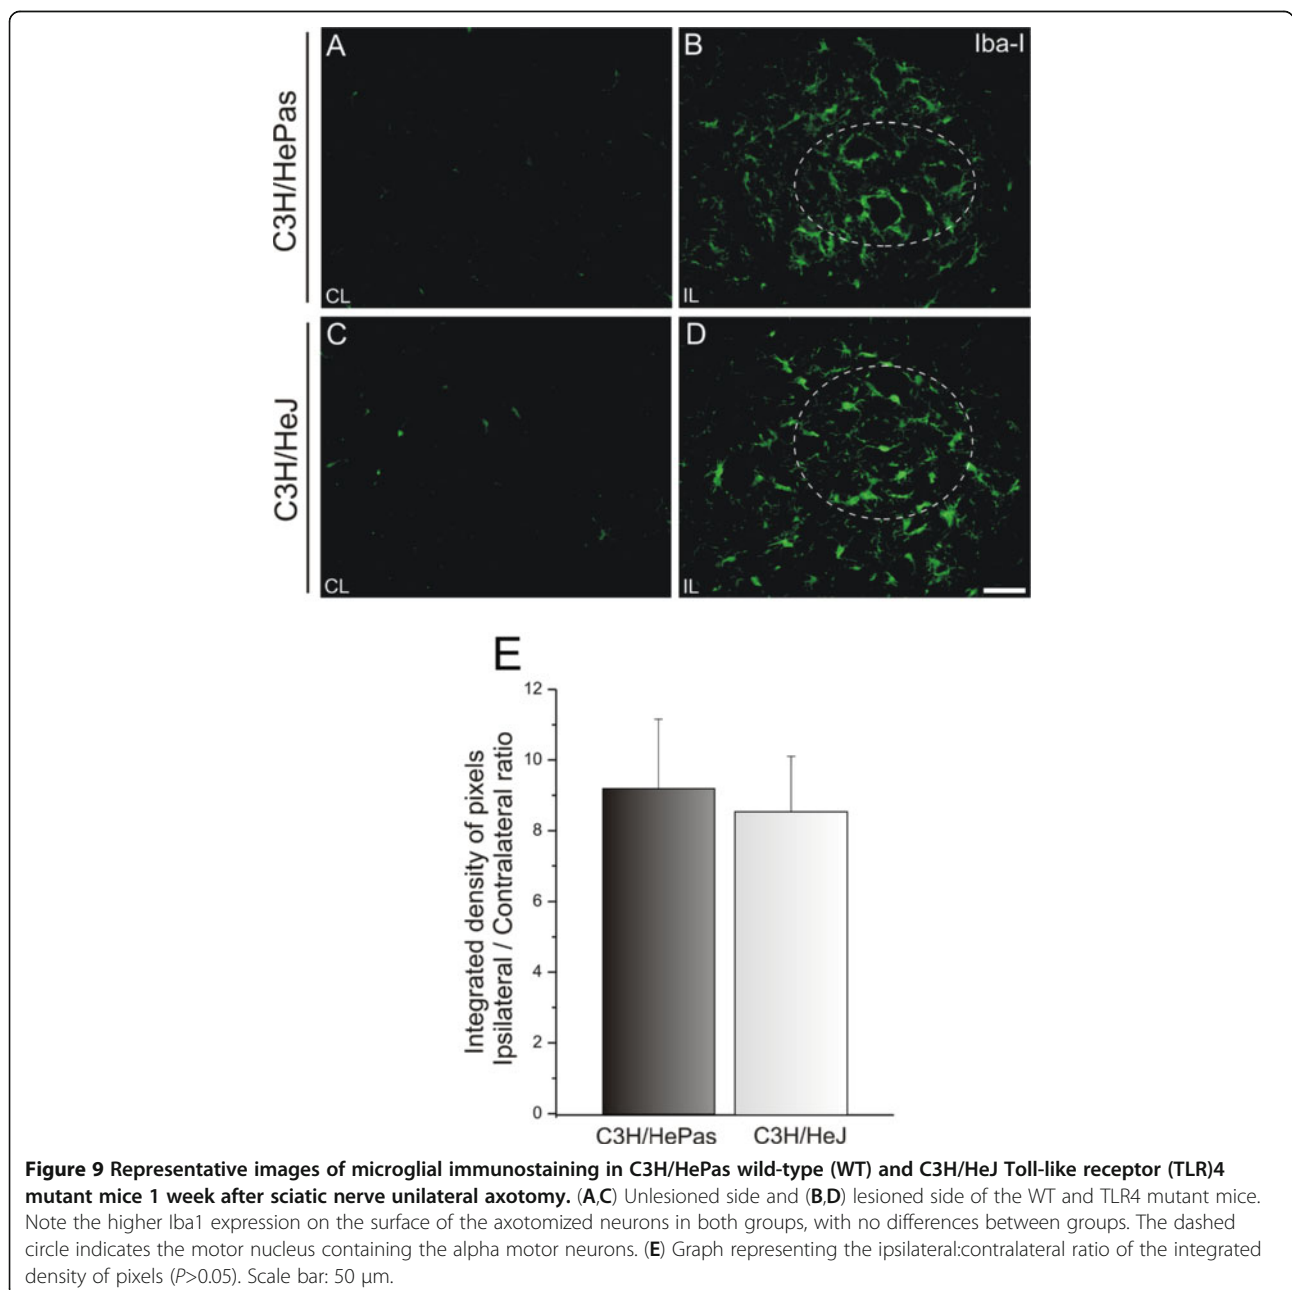 A
B
Iba-I
C3H/HePas
CL
IL
C
D
C3H/HeJ
CL
IL
E
12
10
8
6
4
2
0
Integrated density of pixels
Ipsilateral / Contralateral ratio
C3H/HePas
C3H/HeJ
Figure 9 Representative images of microglial immunostaining in C3H/HePas wild-type (WT) and C3H/HeJ Toll-like receptor (TLR)4
mutant mice 1 week after sciatic nerve unilateral axotomy. (A,C) Unlesioned side and (B,D) lesioned side of the WT and TLR4 mutant mice.
Note the higher Iba1 expression on the surface of the axotomized neurons in both groups, with no differences between groups. The dashed
circle indicates the motor nucleus containing the alpha motor neurons. (E) Graph representing the ipsilateral:contralateral ratio of the integrated
density of pixels (P>0.05). Scale bar: 50 μm.